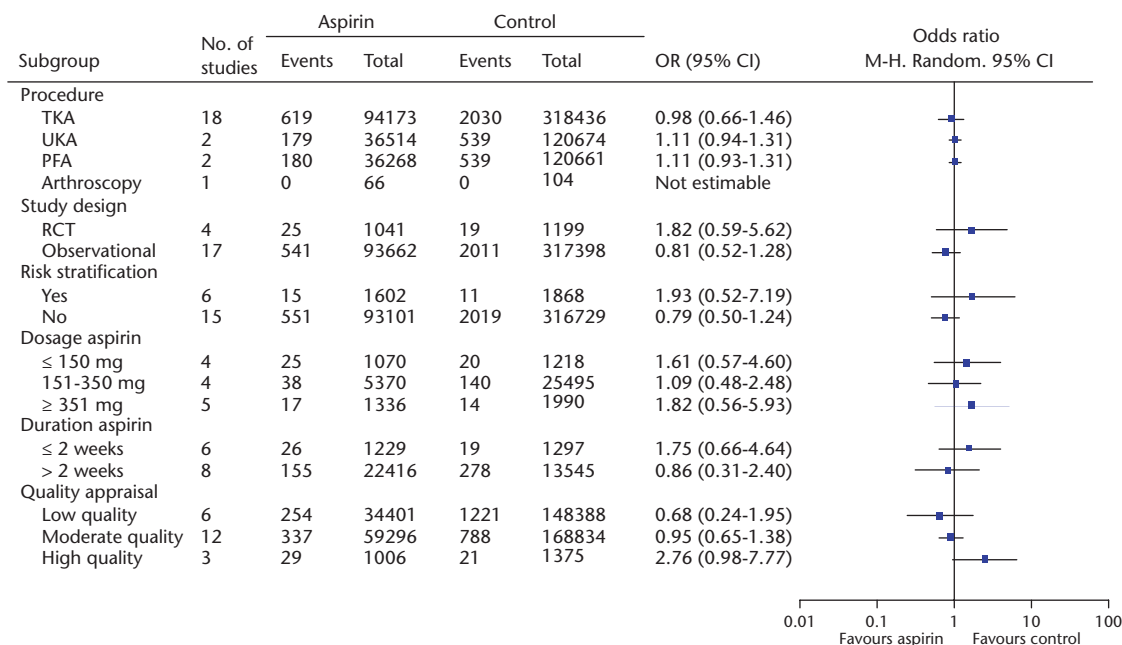 Aspirin Control
Odds ratio
No. of
Subgroup studies Events Total Events Total OR (95% CI) M-H. Random. 95% CI
Procedure
TKA 18 619 94173 2030 318436 0.98 (0.66-1.46)
UKA 2 179 36514 539 120674 1.11 (0.94-1.31)
PFA 2 180 36268 539 120661 1.11 (0.93-1.31)
Arthroscopy 1 0 66 0 104 Not estimable
Study design
RCT 4 25 1041 19 1199 1.82 (0.59-5.62)
Observational 17 541 93662 2011 317398 0.81 (0.52-1.28)
Risk stratification
Yes 6 15 1602 11 1868 1.93 (0.52-7.19)
No 15 551 93101 2019 316729 0.79 (0.50-1.24)
Dosage aspirin
≤ 150 mg 4 25 1070 20 1218 1.61 (0.57-4.60)
151-350 mg 4 38 5370 140 25495 1.09 (0.48-2.48)
≥ 351 mg 5 17 1336 14 1990 1.82 (0.56-5.93)
Duration aspirin
≤ 2 weeks 6 26 1229 19 1297 1.75 (0.66-4.64)
> 2 weeks 8 155 22416 278 13545 0.86 (0.31-2.40)
Quality appraisal
Low quality 6 254 34401 1221 148388 0.68 (0.24-1.95)
Moderate quality 12 337 59296 788 168834 0.95 (0.65-1.38)
High quality 3 29 1006 21 1375 2.76 (0.98-7.77)
0.01 0.1 1 10 100
Favours aspirin Favours control